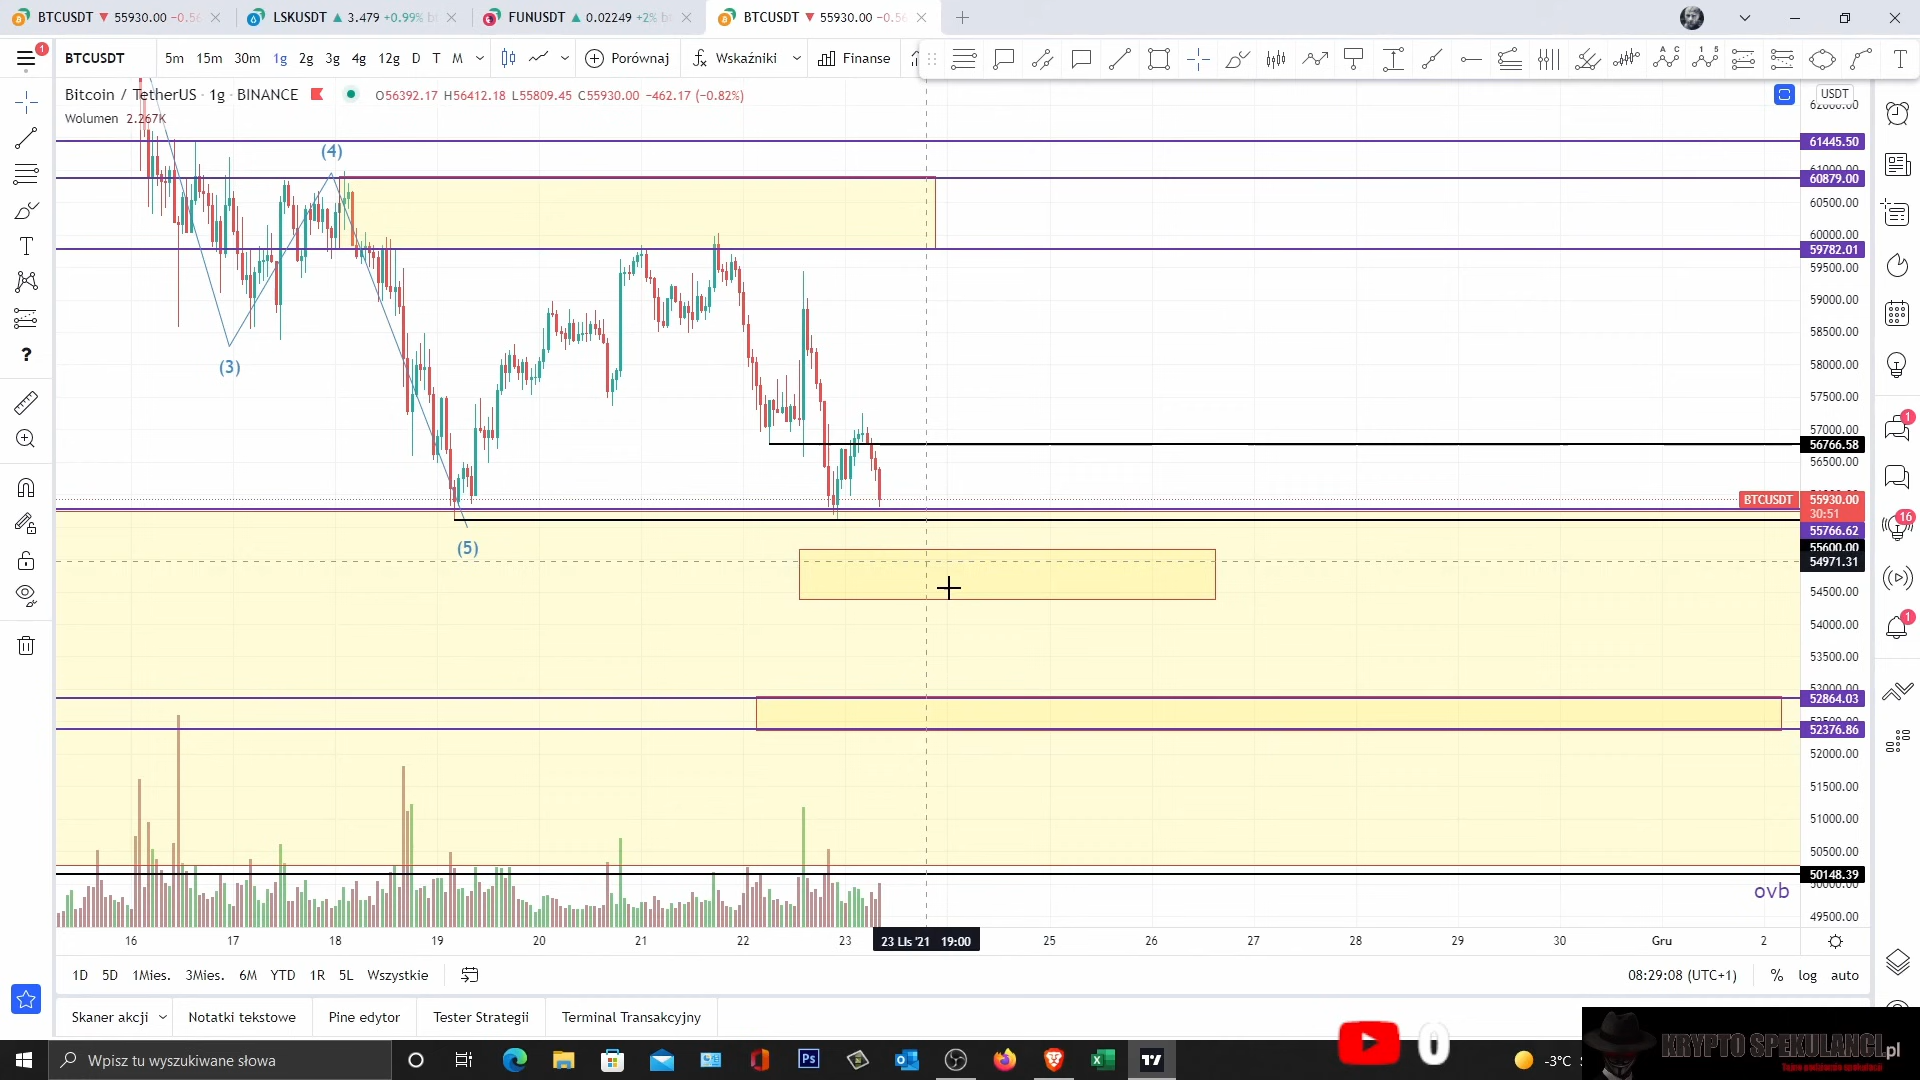 BTCUSDT ▼ 55930.00 −0.56
LSKUSDT ▲ 3.479 +0.99%
FUNUSDT ▲ 0.02249 +2%
BTCUSDT ▼ 55930.00 −0.56
BTCUSDT 5m 15m 30m 1g 2g 3g 4g 12g D T M Porównaj Wskaźniki Finanse
Bitcoin / TetherUS · 1g · BINANCE O56392.17 H56412.18 L55809.45 C55930.00 −462.17 (−0.82%)
USDT
Wolumen 2.267K
61445.50
(4)
60879.00
60500.00
60000.00
59782.01
59500.00
59000.00
58500.00
(3)
58000.00
57500.00
57000.00
56766.58
56500.00
BTCUSDT 55930.00
30:51
55766.62
55600.00
(5)
54971.31
54500.00
54000.00
53500.00
52864.03
52376.86
52000.00
51500.00
51000.00
50500.00
50148.39
ovb
49500.00
16 17 18 19 20 21 22 23 23 Lis '21 19:00 25 26 27 28 29 30 Gru 2
1D 5D 1Mies. 3Mies. 6M YTD 1R 5L Wszystkie 08:29:08 (UTC+1) % log auto
Skaner akcji Notatki tekstowe Pine edytor Tester Strategii Terminal Transakcyjny
Wpisz tu wyszukiwane słowa
0
-3°C
KRYPTO SPEKULANCI.pl